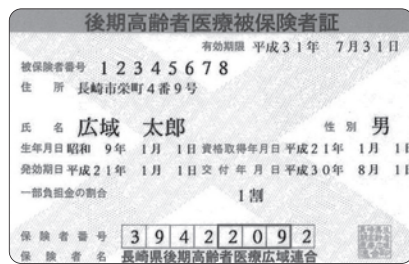 後期高齢者医療被保険者証
有効期限 平成31年 7月31日
被保険者番号 12345678
住 所 長崎市栄町4番9号
氏 名 広域 太郎 性別 男
生年月日 昭和 9年 1月 1日 資格取得年月日 平成21年 1月 1日
発効期日 平成21年 1月 1日 交付年月日 平成30年 8月 1日
一部負担金の割合 1割
保険者番号 39422092
保険者名 長崎県後期高齢者医療広域連合